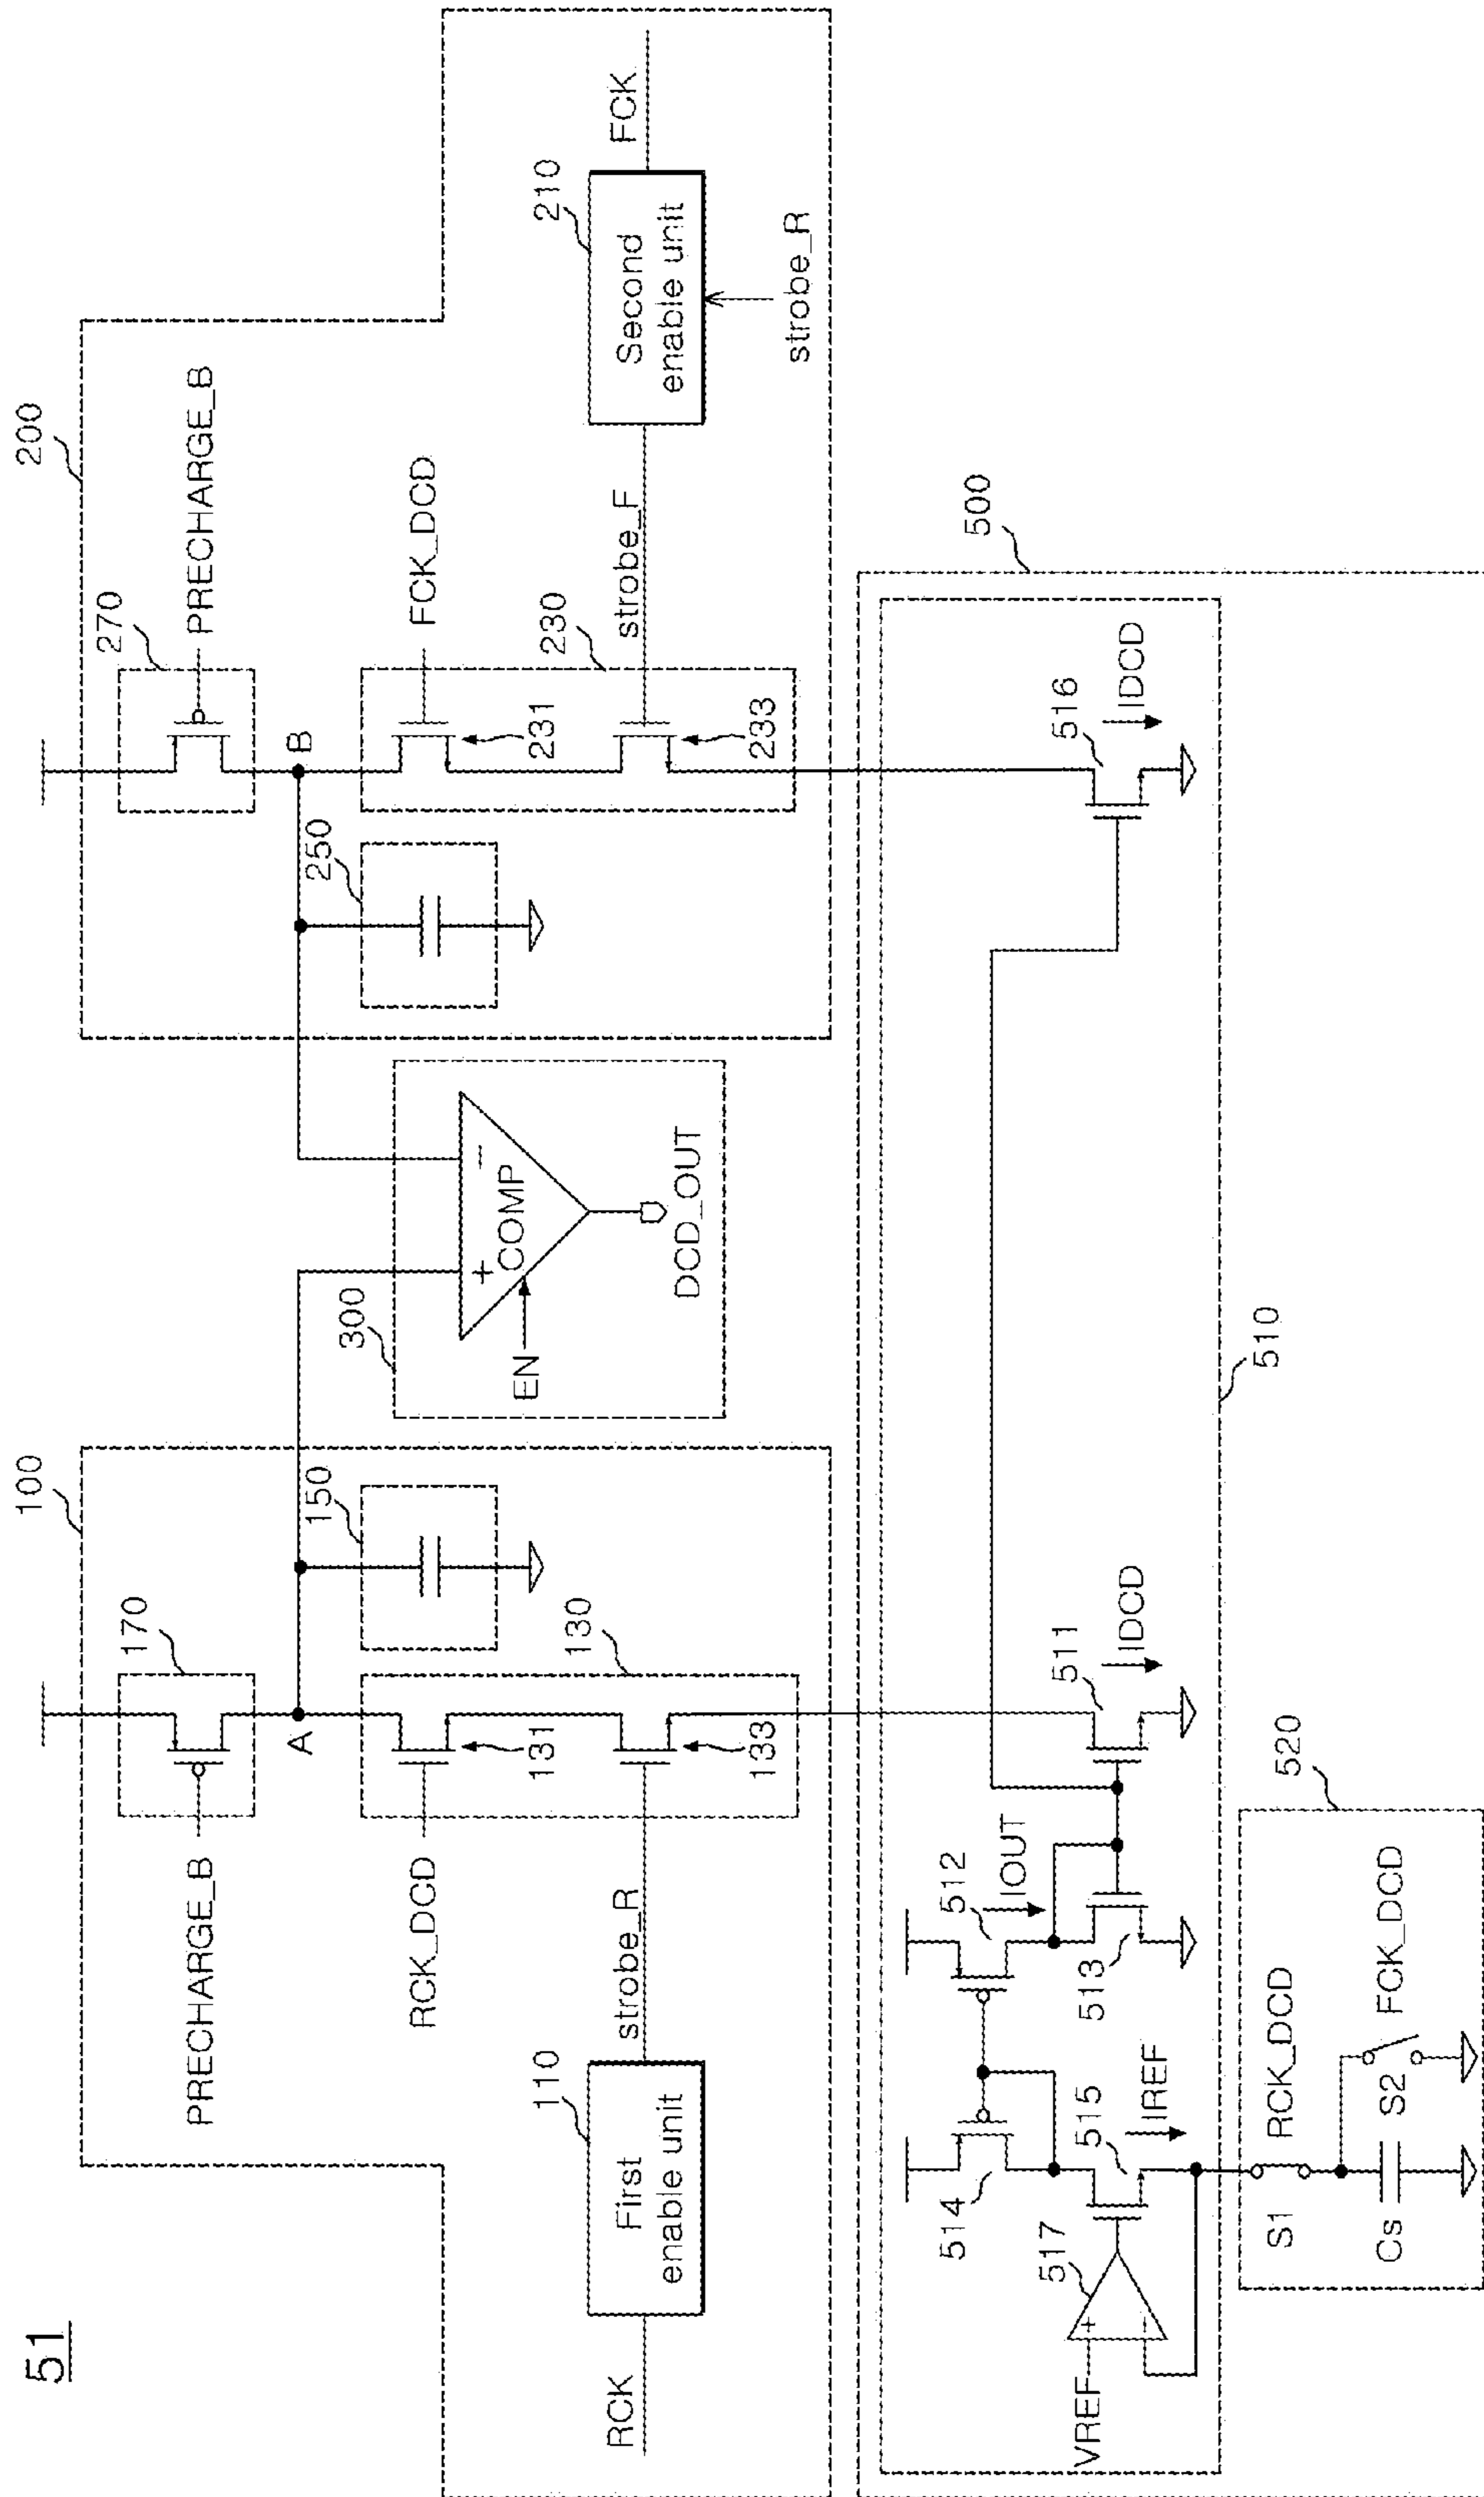 51
100
200
170
270
PRECHARGE_B
PRECHARGE_B
A
B
150
250
300
130
230
RCK_DCD
FCK_DCD
131
231
+
COMP
−
EN
DCD_OUT
110
210
First
enable unit
Second
enable unit
strobe_R
strobe_F
RCK
FCK
133
233
strobe_R
500
514
512
IOUT
511
IDCD
516
IDCD
517
+
−
VREF
515
IREF
513
510
520
S1
RCK_DCD
Cs
S2
FCK_DCD